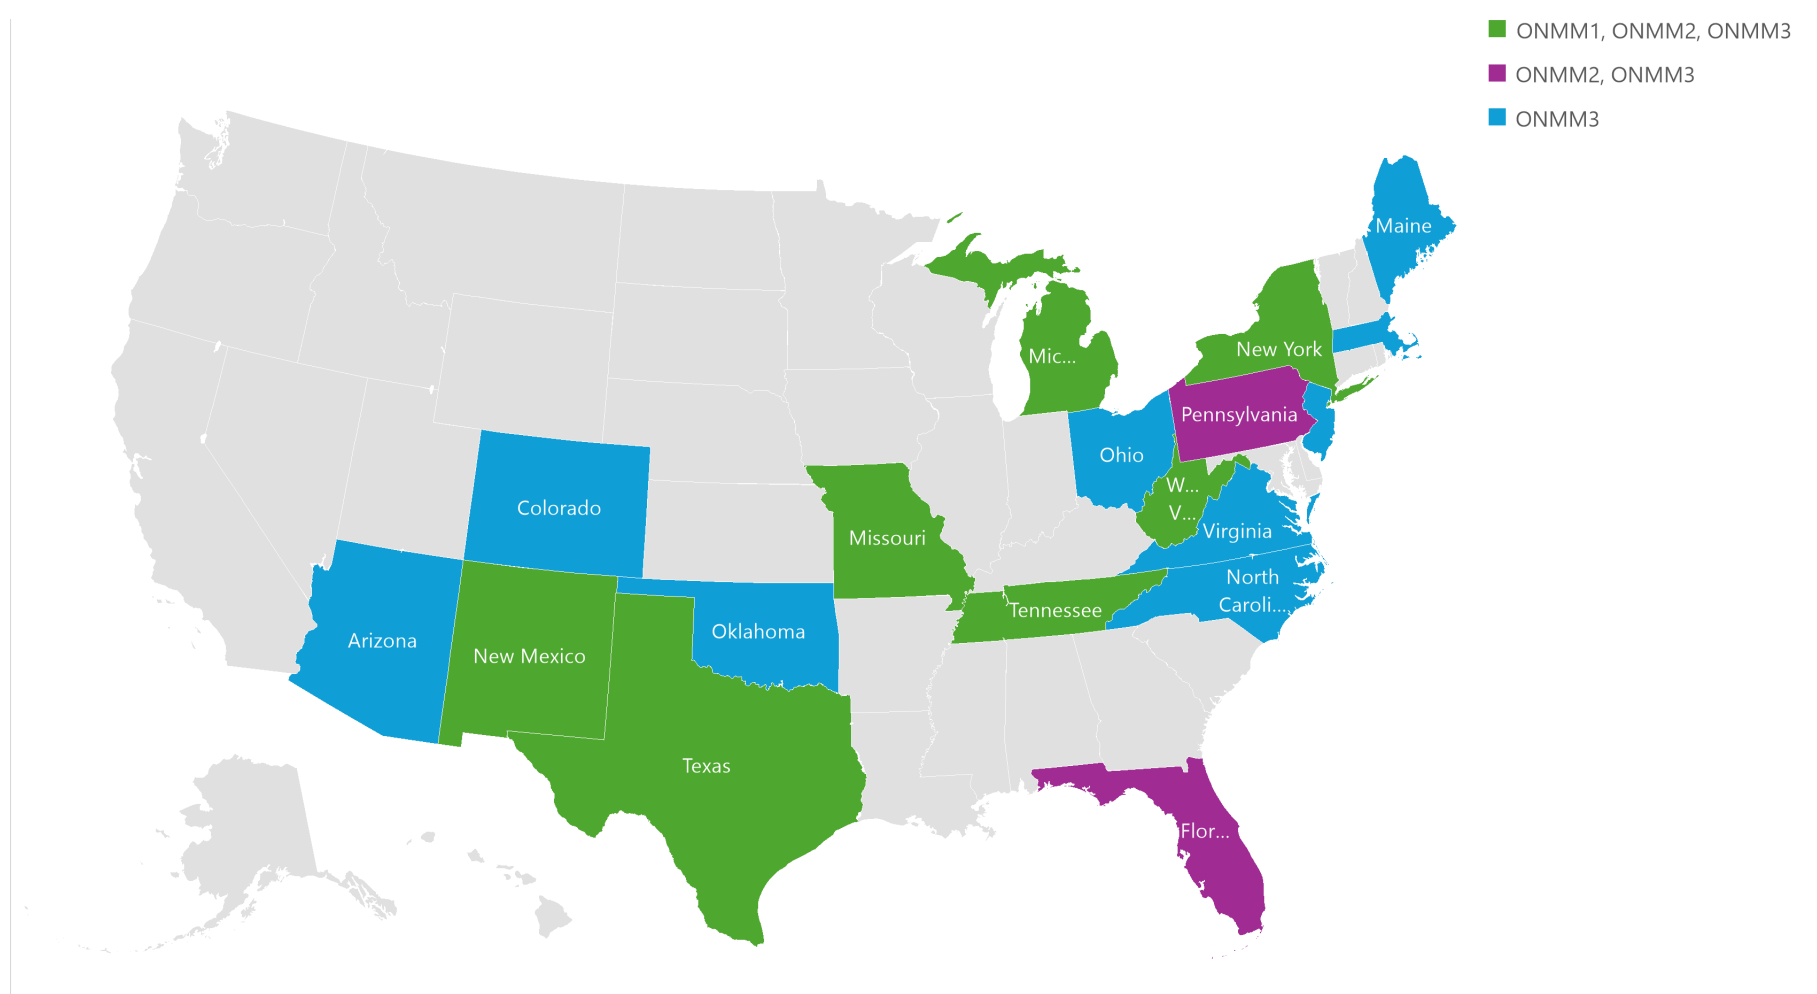 ONMM1, ONMM2, ONMM3
ONMM2, ONMM3
ONMM3
Maine
New York
Mic...
Pennsylvania
Ohio
W...
V...
Colorado
Virginia
Missouri
North
Caroli...
Tennessee
Oklahoma
Arizona
New Mexico
Texas
Flor...